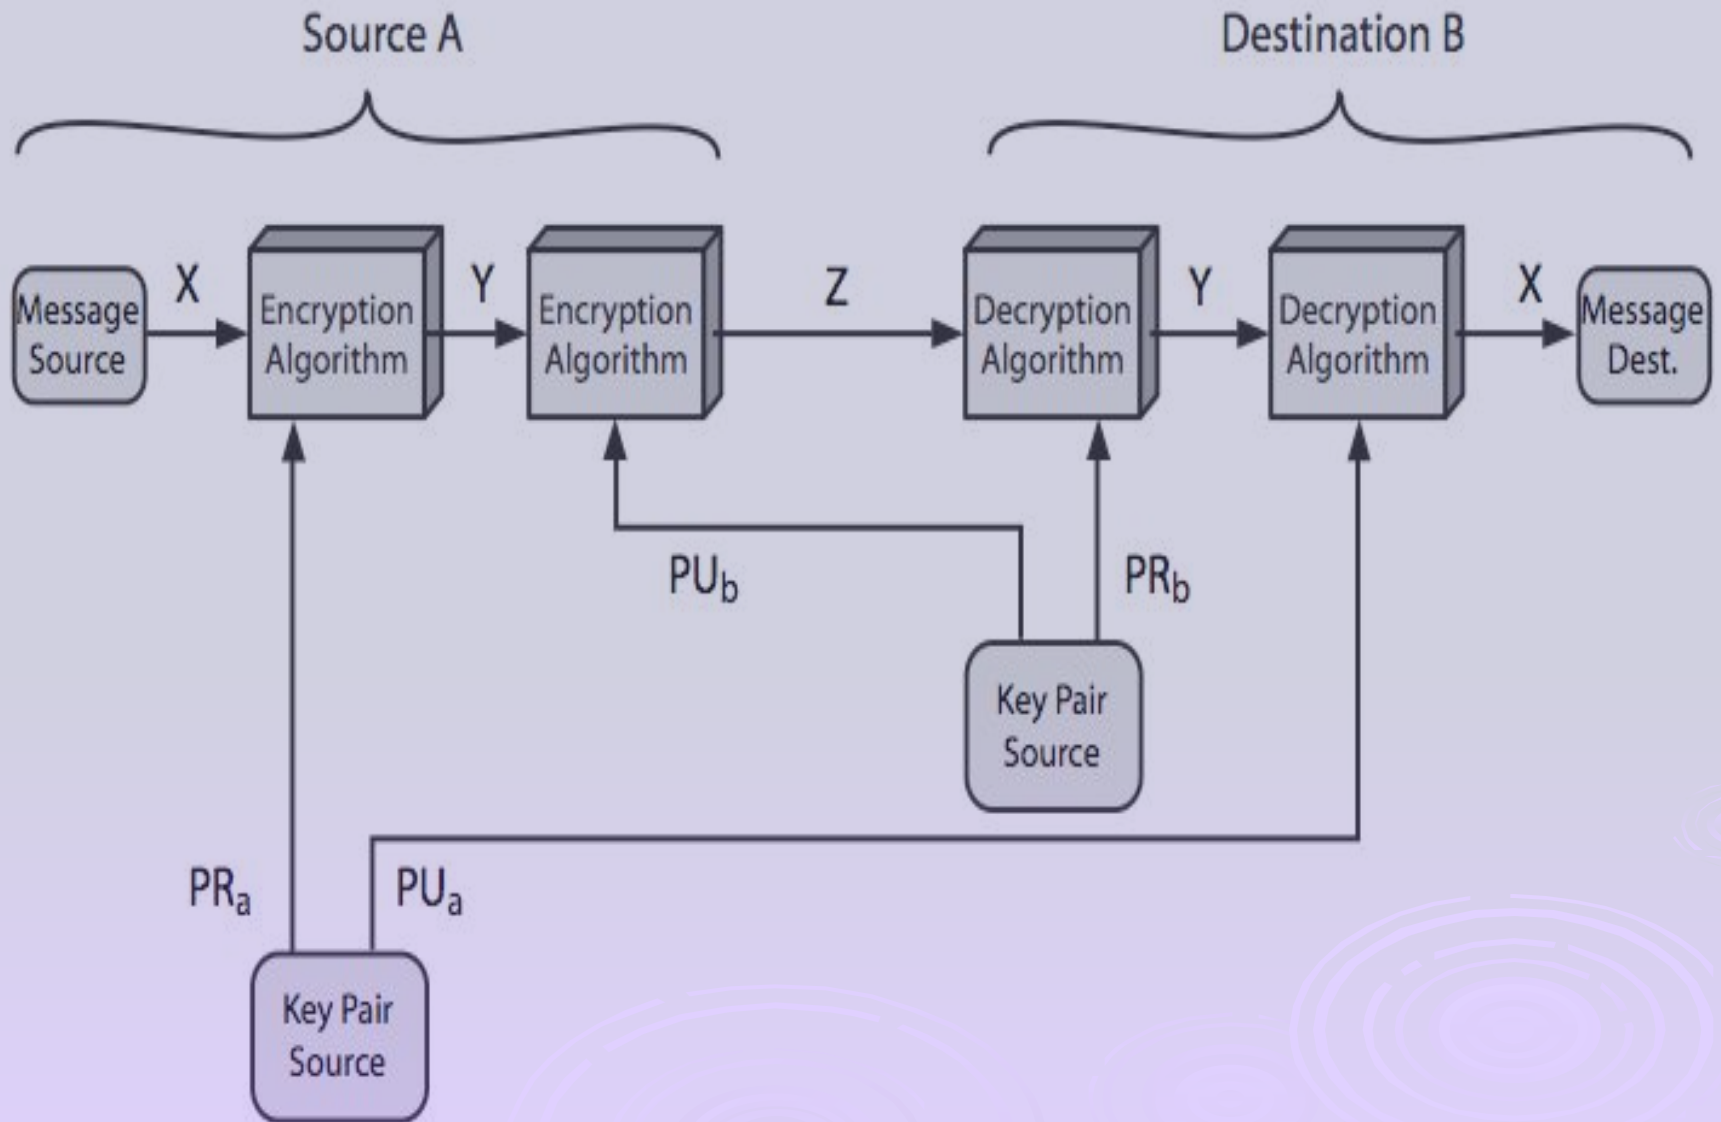 Source A
Destination B
X
Y
Z
Y
X
Message
Source
Encryption
Algorithm
Encryption
Algorithm
Decryption
Algorithm
Decryption
Algorithm
Message
Dest.
PUb
PRb
Key Pair
Source
PRa
PUa
Key Pair
Source